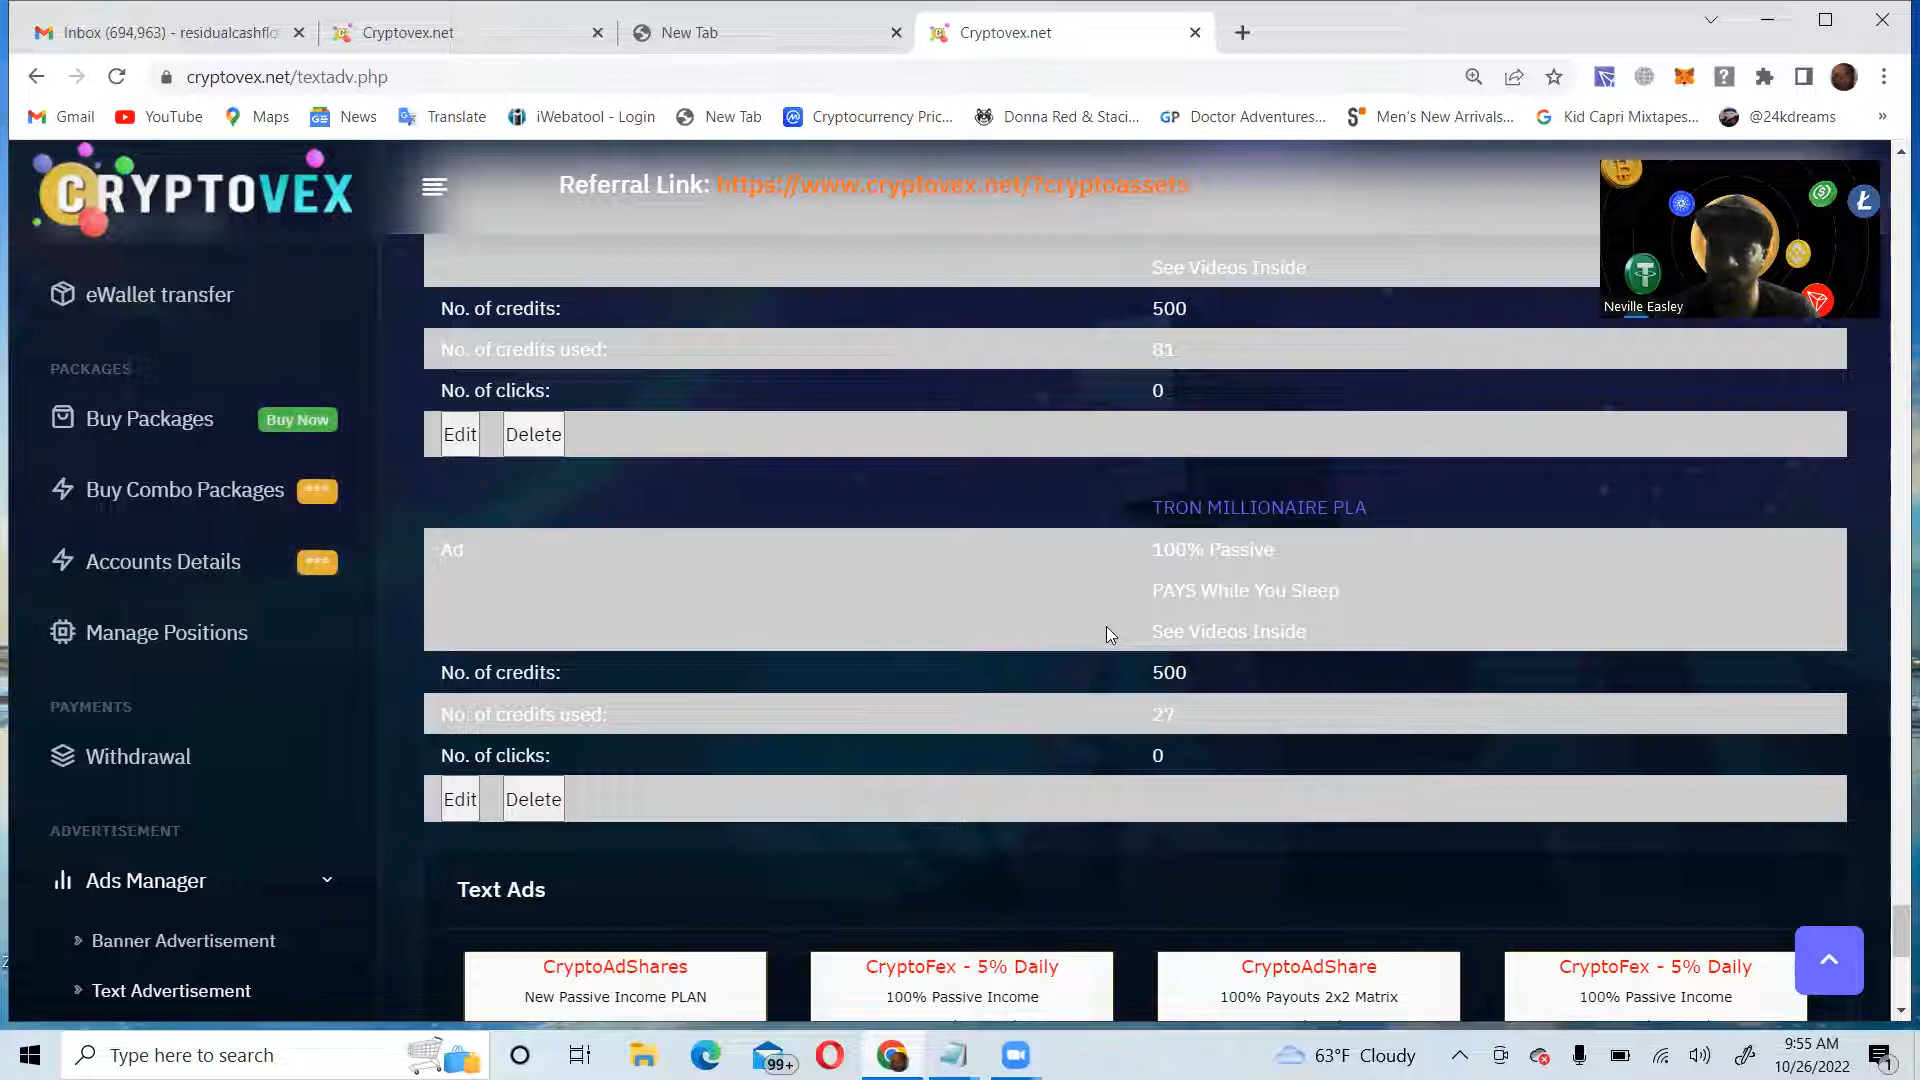 Inbox (694,963) - residualcashflo
Cryptovex.net
New Tab
Cryptovex.net
cryptovex.net/textadv.php
Gmail
YouTube
Maps
News
Translate
iWebatool - Login
New Tab
Cryptocurrency Pric...
Donna Red & Staci...
GP Doctor Adventures...
Men's New Arrivals...
Kid Capri Mixtapes...
@24kdreams
»
CRYPTOVEX
Referral Link: https://www.cryptovex.net/?cryptoassets
Neville Easley
eWallet transfer
PACKAGES
Buy Packages
Buy Now
Buy Combo Packages
***
Accounts Details
***
Manage Positions
PAYMENTS
Withdrawal
ADVERTISEMENT
Ads Manager
Banner Advertisement
Text Advertisement
See Videos Inside
No. of credits: 500
No. of credits used: 81
No. of clicks: 0
Edit Delete
TRON MILLIONAIRE PLA
Ad 100% Passive
PAYS While You Sleep
See Videos Inside
No. of credits: 500
No. of credits used: 27
No. of clicks: 0
Edit Delete
Text Ads
CryptoAdShares
New Passive Income PLAN
CryptoFex - 5% Daily
100% Passive Income
CryptoAdShare
100% Payouts 2x2 Matrix
CryptoFex - 5% Daily
100% Passive Income
Type here to search
99+
63°F Cloudy
9:55 AM
10/26/2022
1